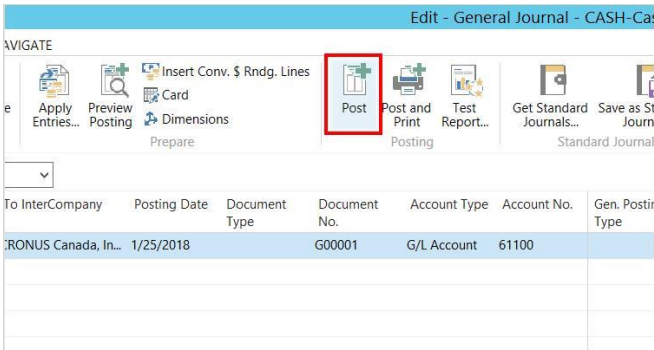 Edit - General Journal - CASH-Cas
AVIGATE
Insert Conv. $ Rndg. Lines
Card
Dimensions
Apply Entries...
Preview Posting
Prepare
Post
Post and Print
Test Report...
Posting
Get Standard Journals...
Save as St
Journ
Standard Journal
To InterCompany Posting Date Document Type Document No. Account Type Account No. Gen. Postin Type
CRONUS Canada, In... 1/25/2018 G00001 G/L Account 61100